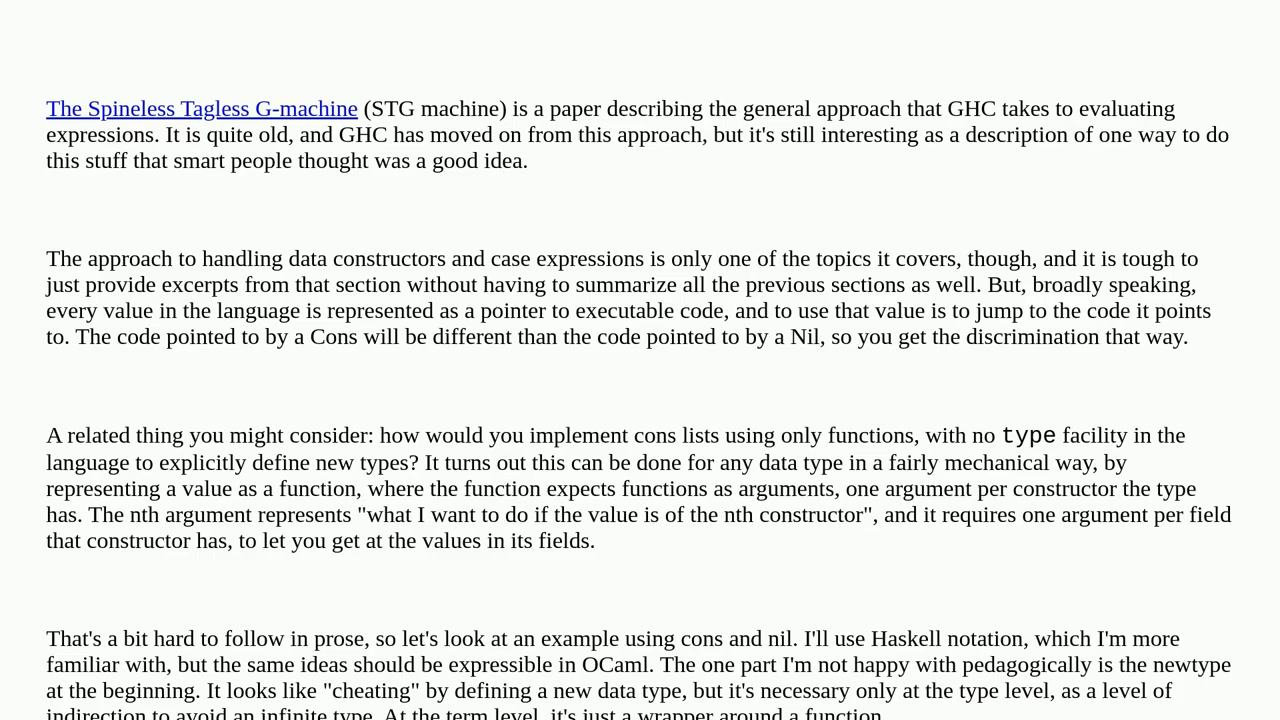 The Spineless Tagless G-machine (STG machine) is a paper describing the general approach that GHC takes to evaluating
expressions. It is quite old, and GHC has moved on from this approach, but it's still interesting as a description of one way to do
this stuff that smart people thought was a good idea.
The approach to handling data constructors and case expressions is only one of the topics it covers, though, and it is tough to
just provide excerpts from that section without having to summarize all the previous sections as well. But, broadly speaking,
every value in the language is represented as a pointer to executable code, and to use that value is to jump to the code it points
to. The code pointed to by a Cons will be different than the code pointed to by a Nil, so you get the discrimination that way.
A related thing you might consider: how would you implement cons lists using only functions, with no type facility in the
language to explicitly define new types? It turns out this can be done for any data type in a fairly mechanical way, by
representing a value as a function, where the function expects functions as arguments, one argument per constructor the type
has. The nth argument represents "what I want to do if the value is of the nth constructor", and it requires one argument per field
that constructor has, to let you get at the values in its fields.
That's a bit hard to follow in prose, so let's look at an example using cons and nil. I'll use Haskell notation, which I'm more
familiar with, but the same ideas should be expressible in OCaml. The one part I'm not happy with pedagogically is the newtype
at the beginning. It looks like "cheating" by defining a new data type, but it's necessary only at the type level, as a level of
indirection to avoid an infinite type. At the term level, it's just a wrapper around a function.